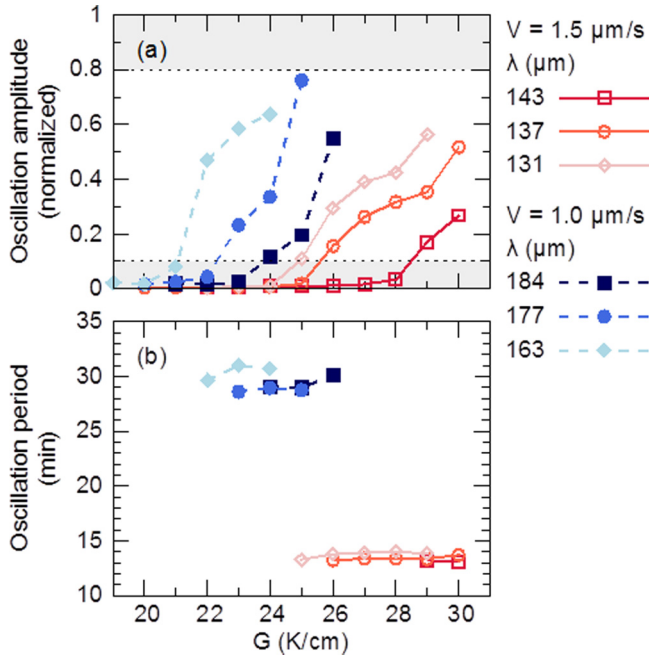 (a)
Oscillation amplitude
(normalized)
1
0.8
0.6
0.4
0.2
0
V = 1.5 μm/s
λ (μm)
143
137
131
V = 1.0 μm/s
λ (μm)
184
177
163
(b)
Oscillation period
(min)
35
30
25
20
15
10
20 22 24 26 28 30
G (K/cm)